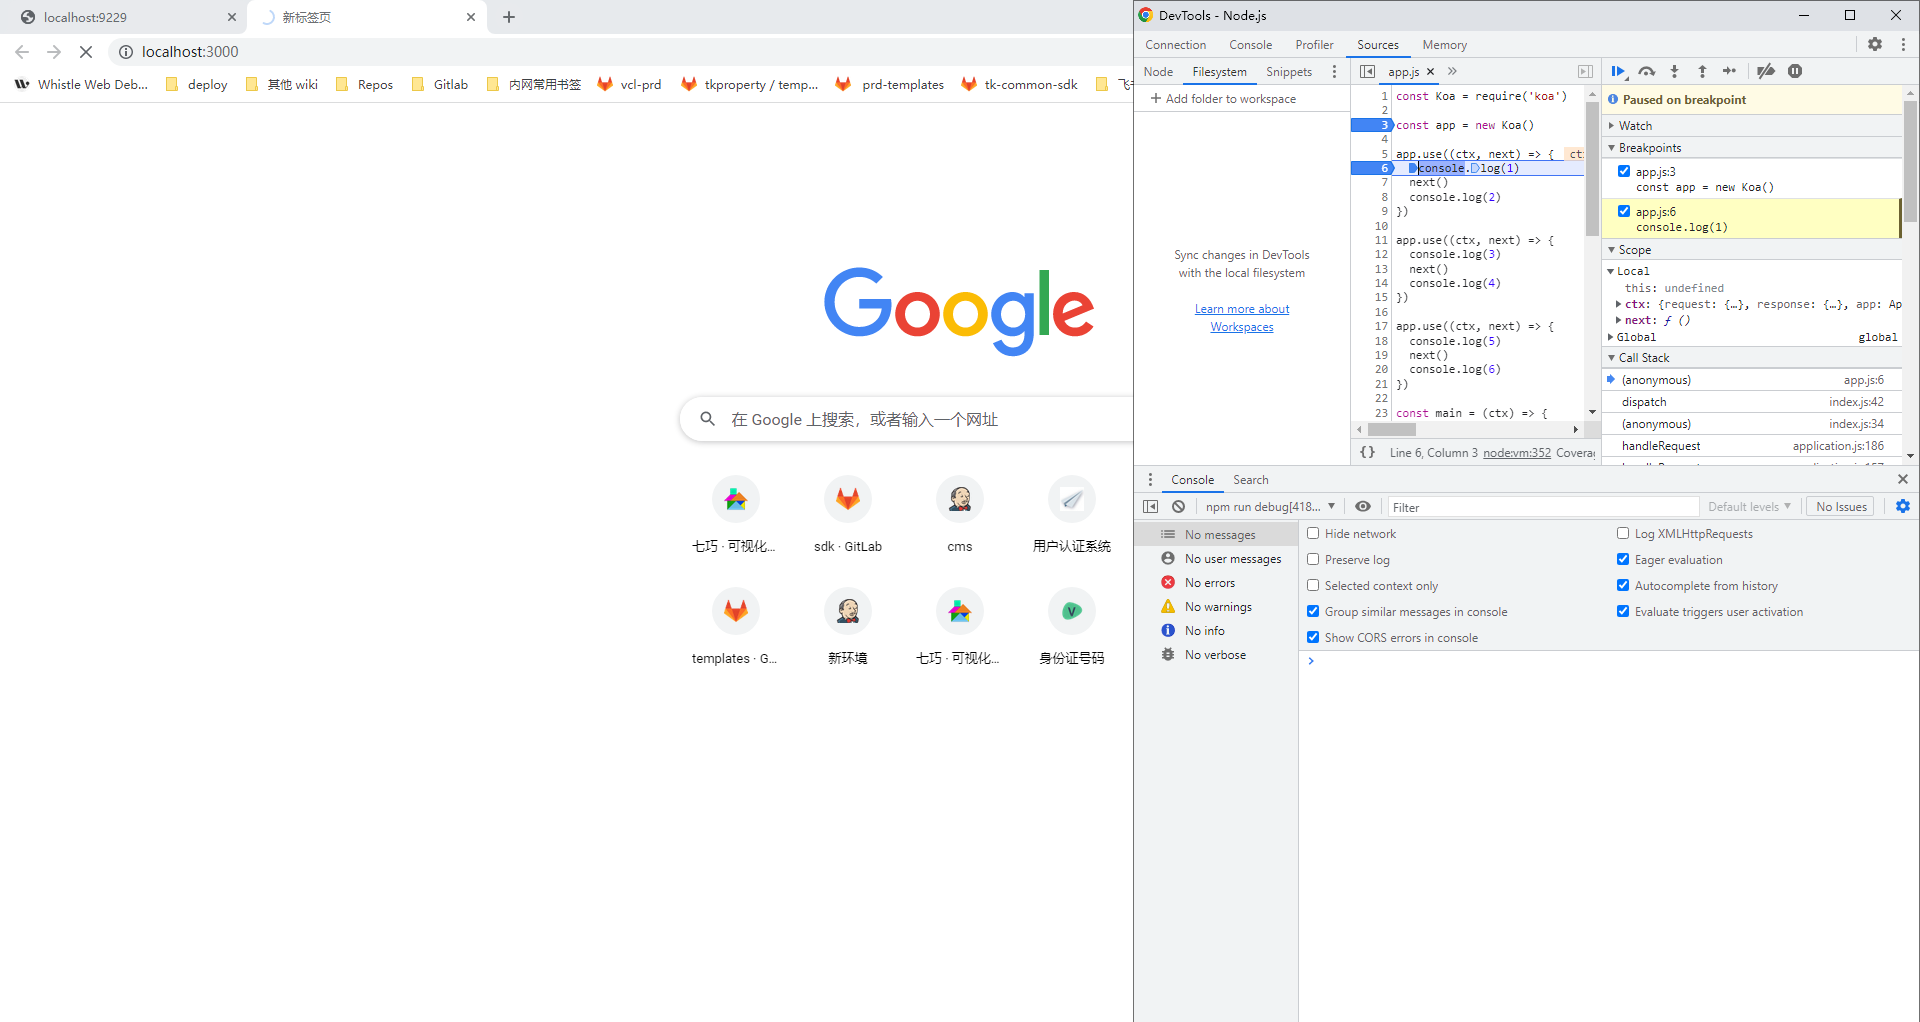 localhost:9229
新标签页
localhost:3000
Whistle Web Deb...
deploy
其他 wiki
Repos
Gitlab
内网常用书签
vcl-prd
tkproperty / temp...
prd-templates
tk-common-sdk
Google
在 Google 上搜索，或者输入一个网址
七巧 · 可视化...
sdk · GitLab
cms
用户认证系统
templates · G...
新环境
七巧 · 可视化...
身份证号码
DevTools - Node.js
Connection
Console
Profiler
Sources
Memory
Node
Filesystem
Snippets
app.js
Add folder to workspace
Sync changes in DevTools
with the local filesystem
Learn more about
Workspaces
1 const Koa = require('koa')
2
3 const app = new Koa()
4
5 app.use((ctx, next) => {
6 console.log(1)
7 next()
8 console.log(2)
9 })
10
11 app.use((ctx, next) => {
12 console.log(3)
13 next()
14 console.log(4)
15 })
16
17 app.use((ctx, next) => {
18 console.log(5)
19 next()
20 console.log(6)
21 })
22
23 const main = (ctx) => {
{} Line 6, Column 3 node:vm:352
Paused on breakpoint
Watch
Breakpoints
app.js:3
const app = new Koa()
app.js:6
console.log(1)
Scope
Local
this: undefined
ctx: {request: {…}, response: {…}, app: Ap
next: ƒ ()
Global global
Call Stack
(anonymous) app.js:6
dispatch index.js:42
(anonymous) index.js:34
handleRequest application.js:186
Console
Search
npm run debug[418...
Filter
Default levels
No Issues
No messages
No user messages
No errors
No warnings
No info
No verbose
Hide network
Preserve log
Selected context only
Group similar messages in console
Show CORS errors in console
Log XMLHttpRequests
Eager evaluation
Autocomplete from history
Evaluate triggers user activation